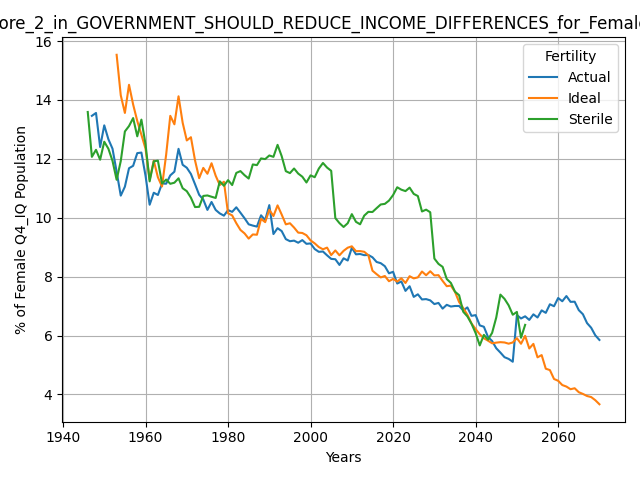 ore_2_in_GOVERNMENT_SHOULD_REDUCE_INCOME_DIFFERENCES_for_Female
Fertility
Actual
Ideal
Sterile
% of Female Q4_IQ Population
16
14
12
10
8
6
4
1940 1960 1980 2000 2020 2040 2060
Years